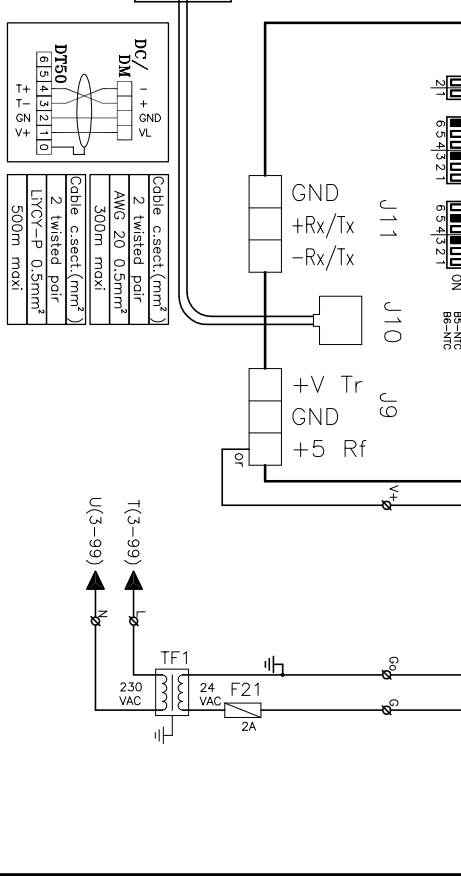 DC/
DM
DT50
6 5 4 3 2 1 0
T+
T-
GN
V+
-
+
GND
VL
Cable c.sect.(mm²)
2 twisted pair
AWG 20 0.5mm²
300m maxi
Cable c.sect.(mm²)
2 twisted pair
LiYCY-P 0.5mm²
500m maxi
2 1
6 5 4 3 2 1
6 5 4 3 2 1
ON
B5-NTC
B6-NTC
J11
GND
+Rx/Tx
-Rx/Tx
J10
J9
+V Tr
GND
+5 Rf
or
V+
T(3-99)
U(3-99)
L
N
TF1
230
VAC
24
VAC
F21
2A
Go
G